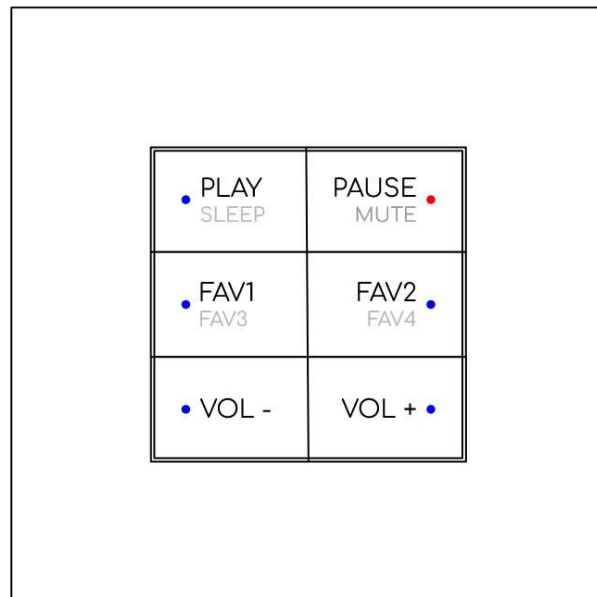 PLAY
SLEEP
PAUSE
MUTE
FAV1
FAV3
FAV2
FAV4
VOL -
VOL +